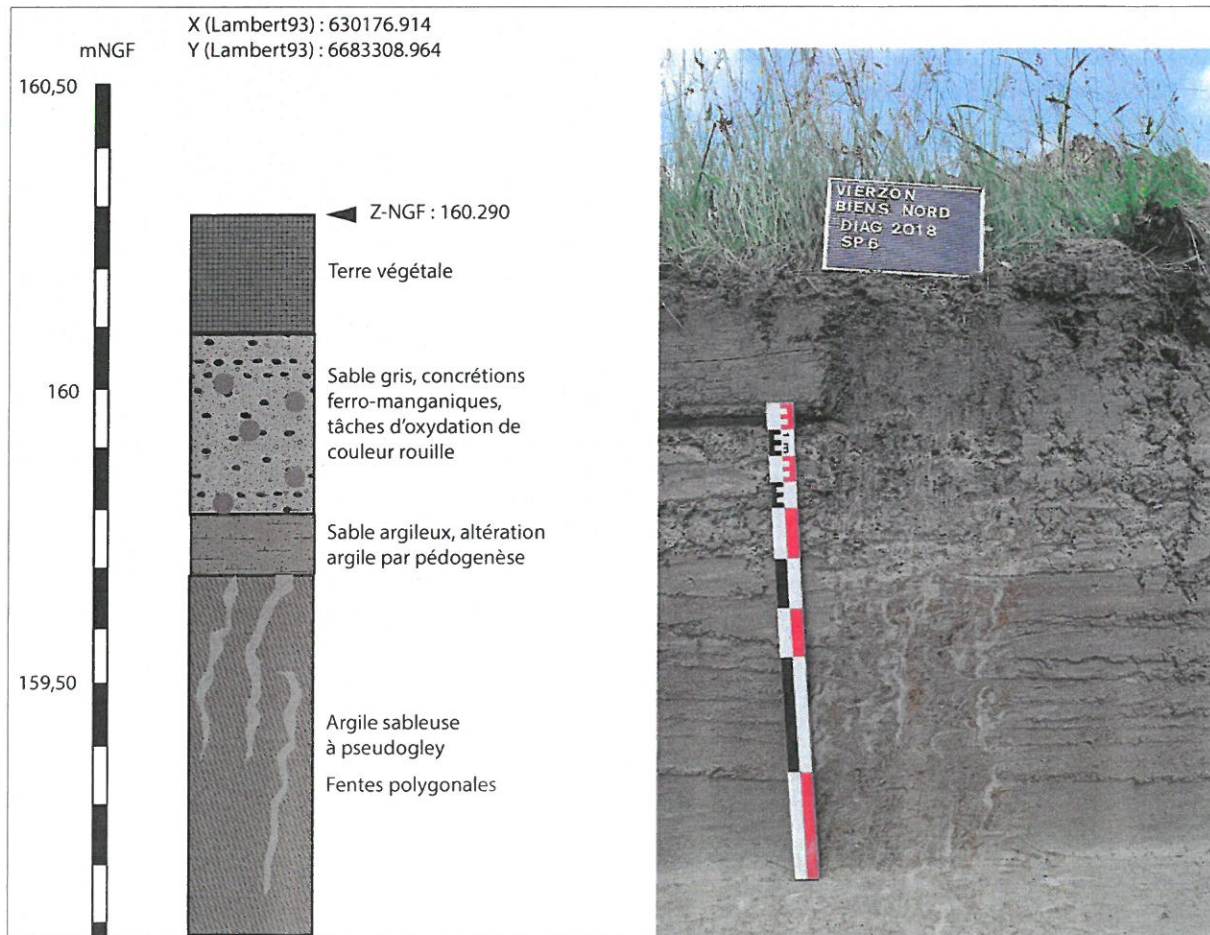 X (Lambert93) : 630176.914
Y (Lambert93) : 6683308.964
mNGF
160,50
Z-NGF : 160.290
Terre végétale
160
Sable gris, concrétions
ferro-manganiques,
tâches d'oxydation de
couleur rouille
Sable argileux, altération
argile par pédogenèse
159,50
Argile sableuse
à pseudogley
Fentes polygonales
VIERZON
BIENS NORD
DIAG 2018
SP6
1m